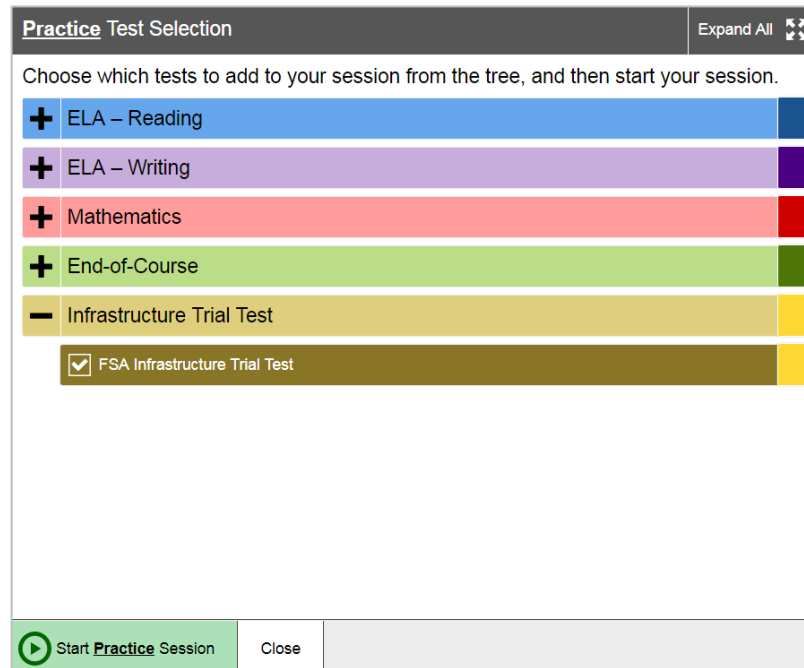 Practice Test Selection
Expand All
Choose which tests to add to your session from the tree, and then start your session.
ELA – Reading
ELA – Writing
Mathematics
End-of-Course
Infrastructure Trial Test
FSA Infrastructure Trial Test
Start Practice Session
Close